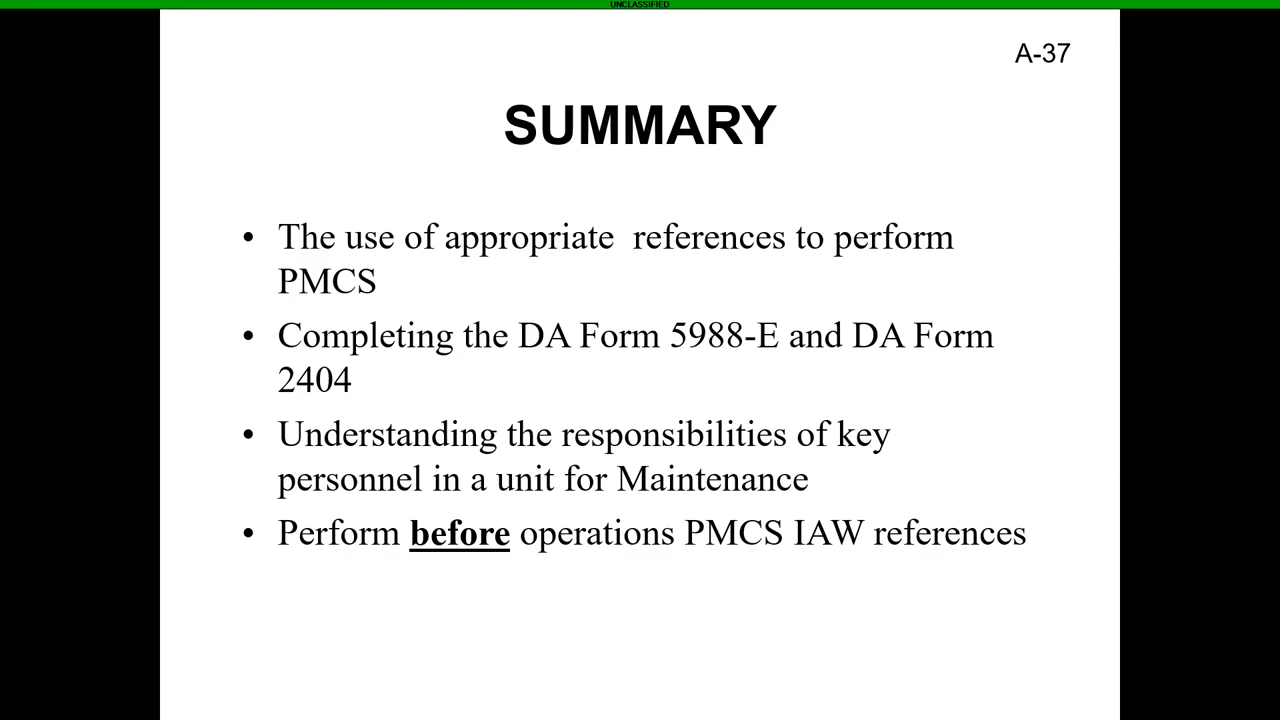 UNCLASSIFIED
A-37
SUMMARY
• The use of appropriate  references to perform
PMCS
• Completing the DA Form 5988-E and DA Form
2404
• Understanding the responsibilities of key
personnel in a unit for Maintenance
• Perform before operations PMCS IAW references